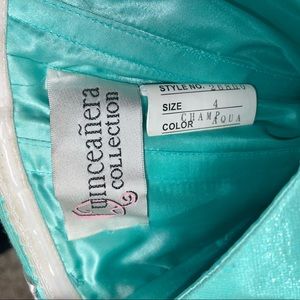 Quinceañera
COLLECTION
STYLE NO.
SIZE 4
CHAMP
COLOR AQUA